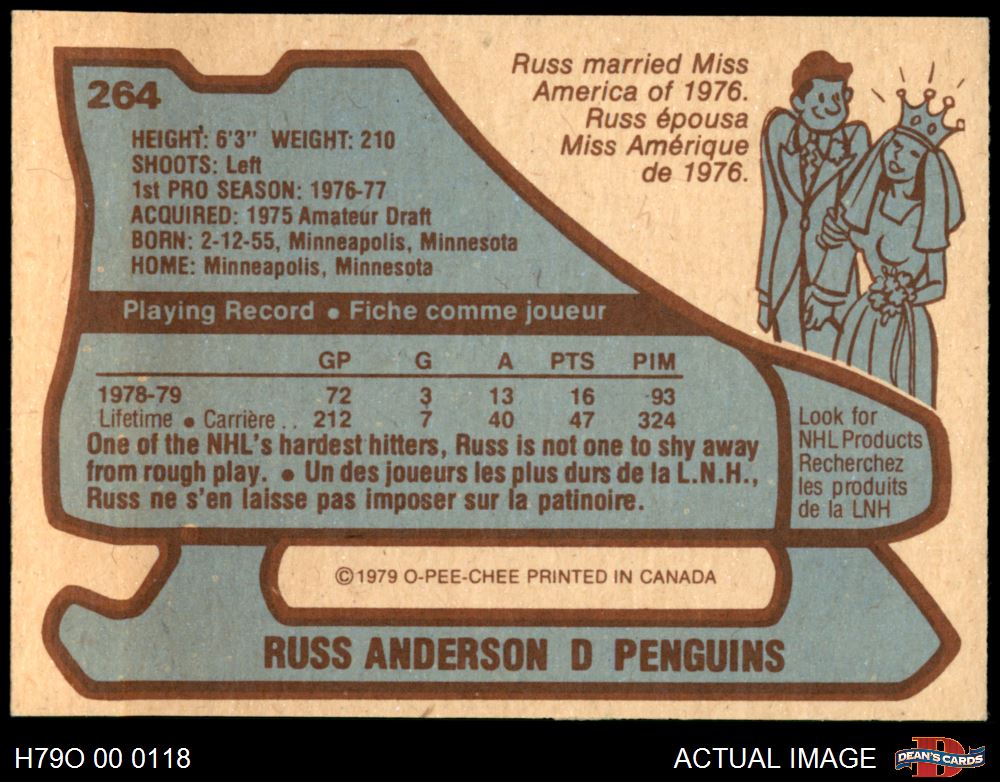 264
HEIGHT: 6'3" WEIGHT: 210
SHOOTS: Left
1st PRO SEASON: 1976-77
ACQUIRED: 1975 Amateur Draft
BORN: 2-12-55, Minneapolis, Minnesota
HOME: Minneapolis, Minnesota
Russ married Miss
America of 1976.
Russ épousa
Miss Amérique
de 1976.
Playing Record • Fiche comme joueur
GP G A PTS PIM
1978-79 72 3 13 16 93
Lifetime • Carrière .. 212 7 40 47 324
One of the NHL's hardest hitters, Russ is not one to shy away
from rough play. • Un des joueurs les plus durs de la L.N.H.,
Russ ne s'en laisse pas imposer sur la patinoire.
Look for
NHL Products
Recherchez
les produits
de la LNH
©1979 O-PEE-CHEE PRINTED IN CANADA
RUSS ANDERSON D PENGUINS
H79O 00 0118
ACTUAL IMAGE
D
DEAN'S CARDS